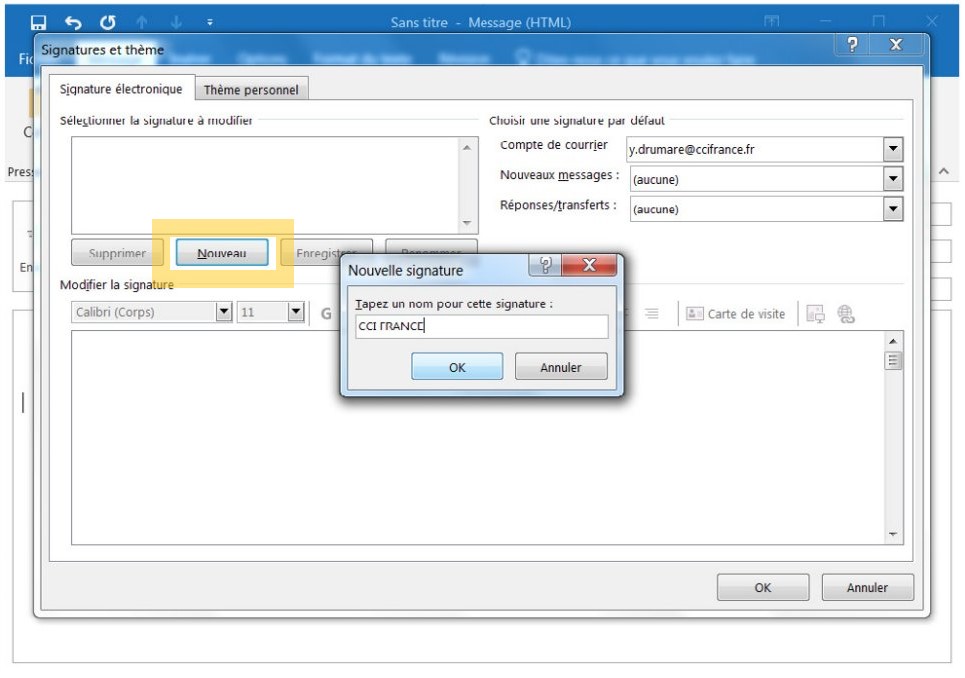 Sans titre - Message (HTML)
Signatures et thème
Signature électronique
Thème personnel
Sélectionner la signature à modifier
Choisir une signature par défaut
Compte de courrier
y.drumare@ccifrance.fr
Nouveaux messages :
(aucune)
Réponses/transferts :
(aucune)
Supprimer
Nouveau
Enregistrer
Renommer
Nouvelle signature
Tapez un nom pour cette signature :
CCI FRANCE
OK
Annuler
Modifier la signature
Calibri (Corps)
11
G
Carte de visite
OK
Annuler